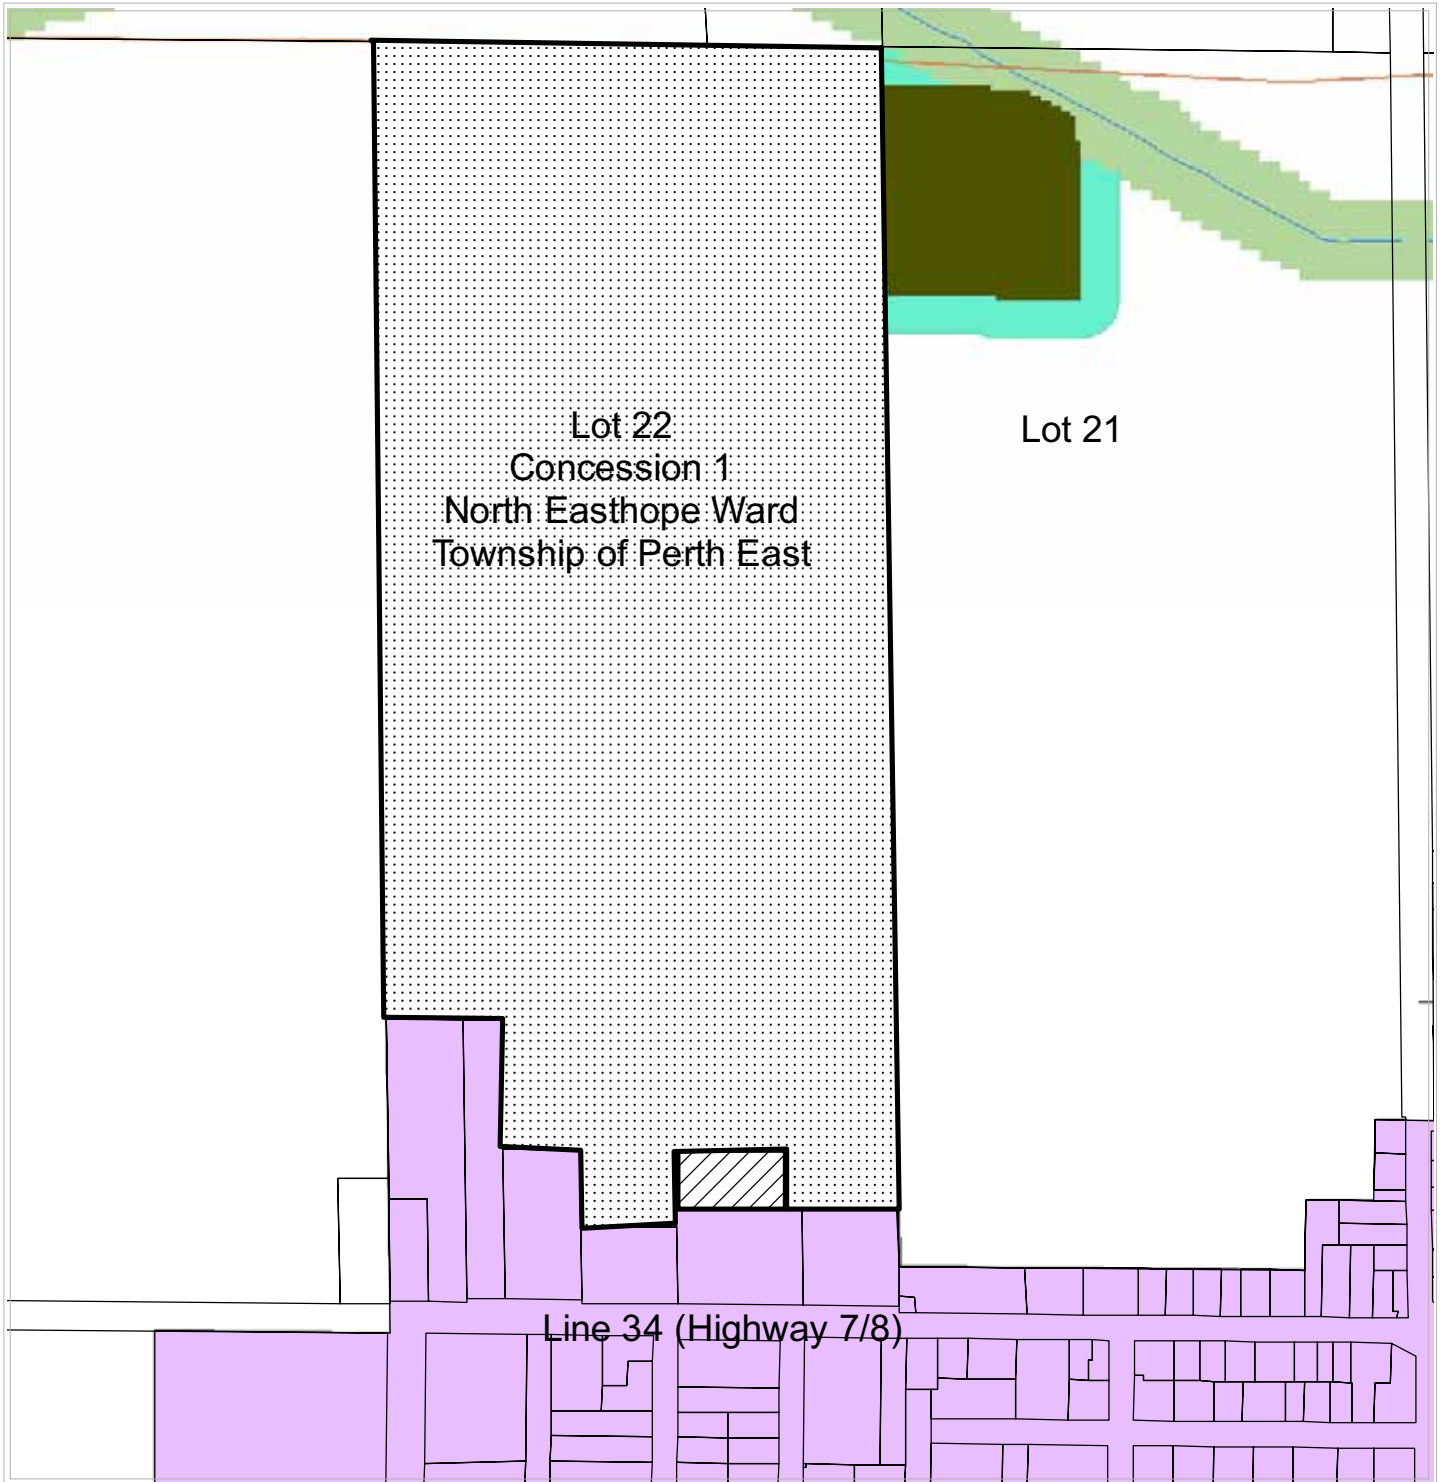 Lot 22
Concession 1
North Easthope Ward
Township of Perth East
Lot 21
Line 34 (Highway 7/8)